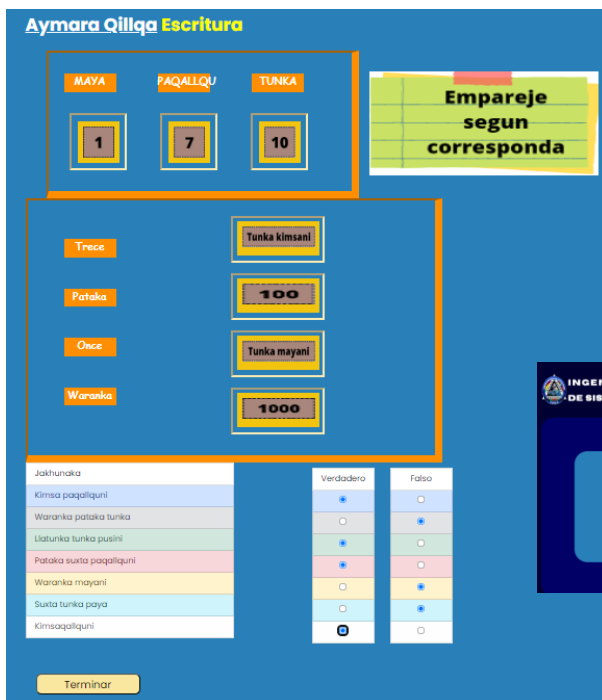 Aymara Qillqa Escritura
MAYA PAQALLQU TUNKA
1 7 10
Empareje
segun
corresponda
Trece Tunka kimsani
Pataka 100
Once Tunka mayani
Waranka 1000
INGEN
DE SIS
Jakhunaka Verdadero Falso
Kimsa paqallquni
Waranka pataka tunka
Llatunka tunka pusini
Pataka suxta paqallquni
Waranka mayani
Suxta tunka paya
Kimsaqallquni
Terminar